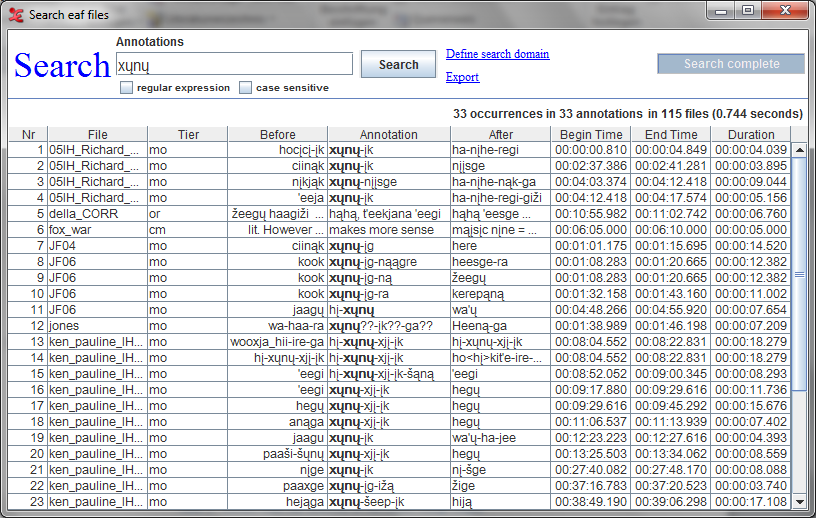 Search eaf files
Annotations
Search xųnų Search Define search domain Search complete
Export
regular expression case sensitive
33 occurrences in 33 annotations in 115 files (0.744 seconds)
Nr File Tier Before Annotation After Begin Time End Time Duration
1 05IH_Richard_... mo hocįcį-įk xųnų-įk ha-nįhe-regi 00:00:00.810 00:00:04.849 00:00:04.039
2 05IH_Richard_... mo ciinąk xųnų-įk nįįsge 00:02:37.386 00:02:41.281 00:00:03.895
3 05IH_Richard_... mo nįkjąk xųnų-nįįsge ha-nįhe-nąk-ga 00:04:03.374 00:04:12.418 00:00:09.044
4 05IH_Richard_... mo 'eeja xųnų-įk ha-nįhe-regi-giži 00:04:12.418 00:04:17.574 00:00:05.156
5 della_CORR or žeegų haagiži ... hąhą, t'eekjana 'eegi hąhą 'eesge ... 00:10:55.982 00:11:02.742 00:00:06.760
6 fox_war cm lit. However ... makes more sense mąįsįc nįne = ... 00:06:05.000 00:06:10.000 00:00:05.000
7 JF04 mo ciinąk xųnų-įg here 00:01:01.175 00:01:15.695 00:00:14.520
8 JF06 mo kook xųnų-įg-nąągre heesge-ra 00:01:08.283 00:01:20.665 00:00:12.382
9 JF06 mo kook xųnų-įg-ną žeegų 00:01:08.283 00:01:20.665 00:00:12.382
10 JF06 mo kook xųnų-įg-ra kerepąną 00:01:32.158 00:01:43.160 00:00:11.002
11 JF06 mo jaagų hį-xųnų wa'ų 00:04:48.266 00:04:55.920 00:00:07.654
12 jones mo wa-haa-ra xųnų??-įk??-ga?? Heeną-ga 00:01:38.989 00:01:46.198 00:00:07.209
13 ken_pauline_IH... mo wooxja_hii-ire-ga hį-xųnų-xjį-įk hį-xųnų-xjį-įk 00:08:04.552 00:08:22.831 00:00:18.279
14 ken_pauline_IH... mo hį-xųnų-xjį-įk hį-xųnų-xjį-įk ho<hį>kit'e-ire-... 00:08:04.552 00:08:22.831 00:00:18.279
15 ken_pauline_IH... mo 'eegi hį-xųnų-xjį-įk-šąną 'eegi 00:08:52.052 00:09:00.345 00:00:08.293
16 ken_pauline_IH... mo 'eegi xųnų-xjį-įk hegų 00:09:17.880 00:09:29.616 00:00:11.736
17 ken_pauline_IH... mo hegų xųnų-xjį-įk hegų 00:09:29.616 00:09:45.292 00:00:15.676
18 ken_pauline_IH... mo anąga xųnų-xjį-įk hegų 00:11:06.537 00:11:13.939 00:00:07.402
19 ken_pauline_IH... mo jaagu xųnų-įk wa'ų-ha-jee 00:12:23.223 00:12:27.616 00:00:04.393
20 ken_pauline_IH... mo paaši-šųnų xųnų-xjį-įk hegų 00:13:25.503 00:13:34.062 00:00:08.559
21 ken_pauline_IH... mo nįge xųnų-įk nį-šge 00:27:40.082 00:27:48.170 00:00:08.088
22 ken_pauline_IH... mo paaxge xųnų-įg-ižą žige 00:37:16.783 00:37:20.523 00:00:03.740
23 ken_pauline_IH... mo hejąga xųnų-šeep-įk hiją 00:38:49.190 00:39:06.298 00:00:17.108